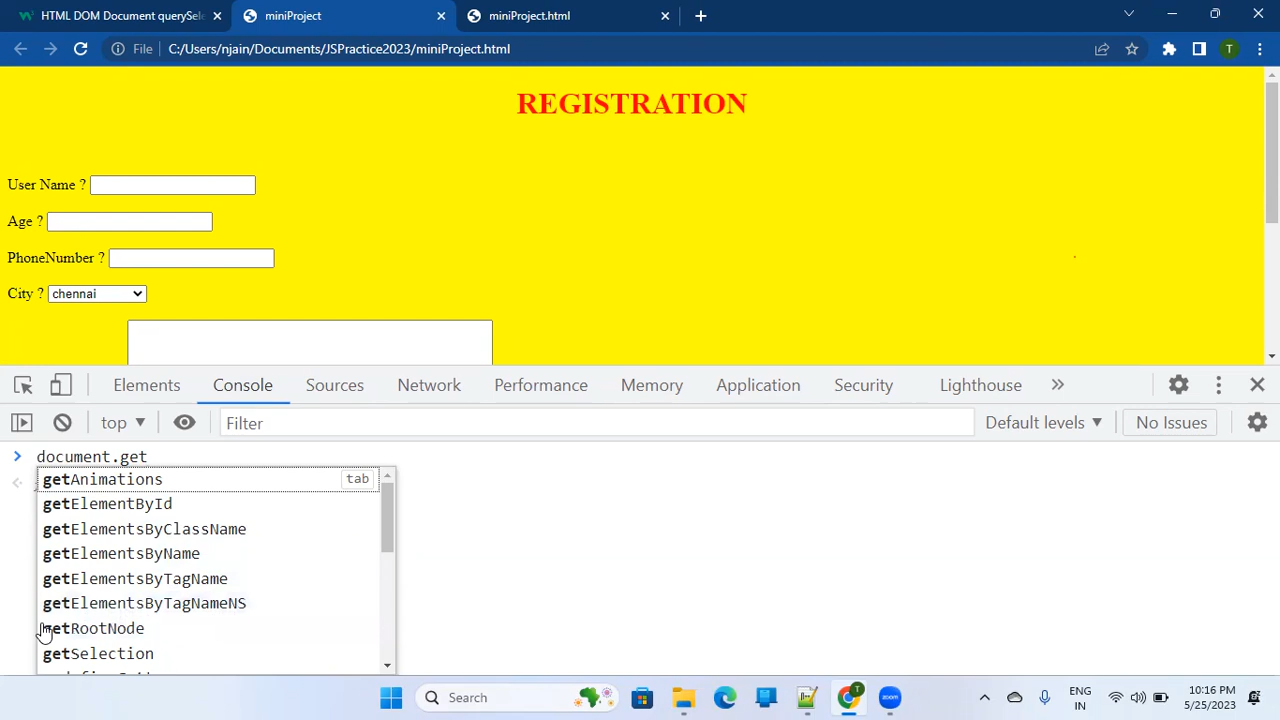 HTML DOM Document querySele
miniProject
miniProject.html
File
C:/Users/njain/Documents/JSPractice2023/miniProject.html
T
REGISTRATION
User Name ?
Age ?
PhoneNumber ?
City ? chennai
Elements
Console
Sources
Network
Performance
Memory
Application
Security
Lighthouse
top
Filter
Default levels
No Issues
document.get
getAnimations tab
getElementById
getElementsByClassName
getElementsByName
getElementsByTagName
getElementsByTagNameNS
getRootNode
getSelection
Search
T
zoom
ENG
IN
10:16 PM
5/25/2023